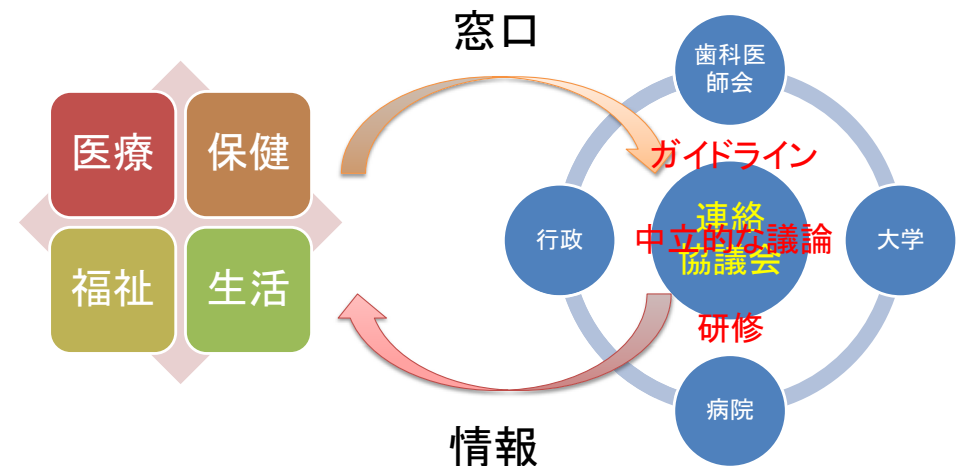 窓口
医療
保健
福祉
生活
歯科医
師会
ガイドライン
行政
連絡
協議会
中立的な議論
大学
研修
病院
情報